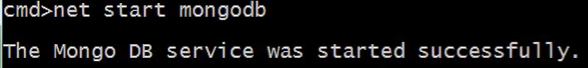 cmd>net start mongodb
The Mongo DB service was started successfully.